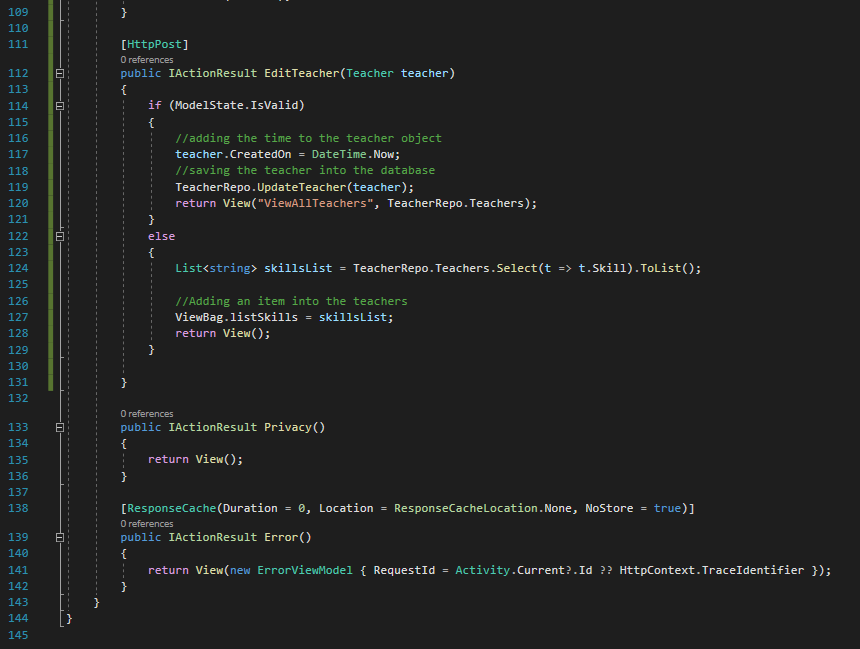 109 }
110
111 [HttpPost]
0 references
112 public IActionResult EditTeacher(Teacher teacher)
113 {
114 if (ModelState.IsValid)
115 {
116 //adding the time to the teacher object
117 teacher.CreatedOn = DateTime.Now;
118 //saving the teacher into the database
119 TeacherRepo.UpdateTeacher(teacher);
120 return View("ViewAllTeachers", TeacherRepo.Teachers);
121 }
122 else
123 {
124 List<string> skillsList = TeacherRepo.Teachers.Select(t => t.Skill).ToList();
125
126 //Adding an item into the teachers
127 ViewBag.listSkills = skillsList;
128 return View();
129 }
130
131 }
132
0 references
133 public IActionResult Privacy()
134 {
135 return View();
136 }
137
138 [ResponseCache(Duration = 0, Location = ResponseCacheLocation.None, NoStore = true)]
0 references
139 public IActionResult Error()
140 {
141 return View(new ErrorViewModel { RequestId = Activity.Current?.Id ?? HttpContext.TraceIdentifier });
142 }
143 }
144 }
145